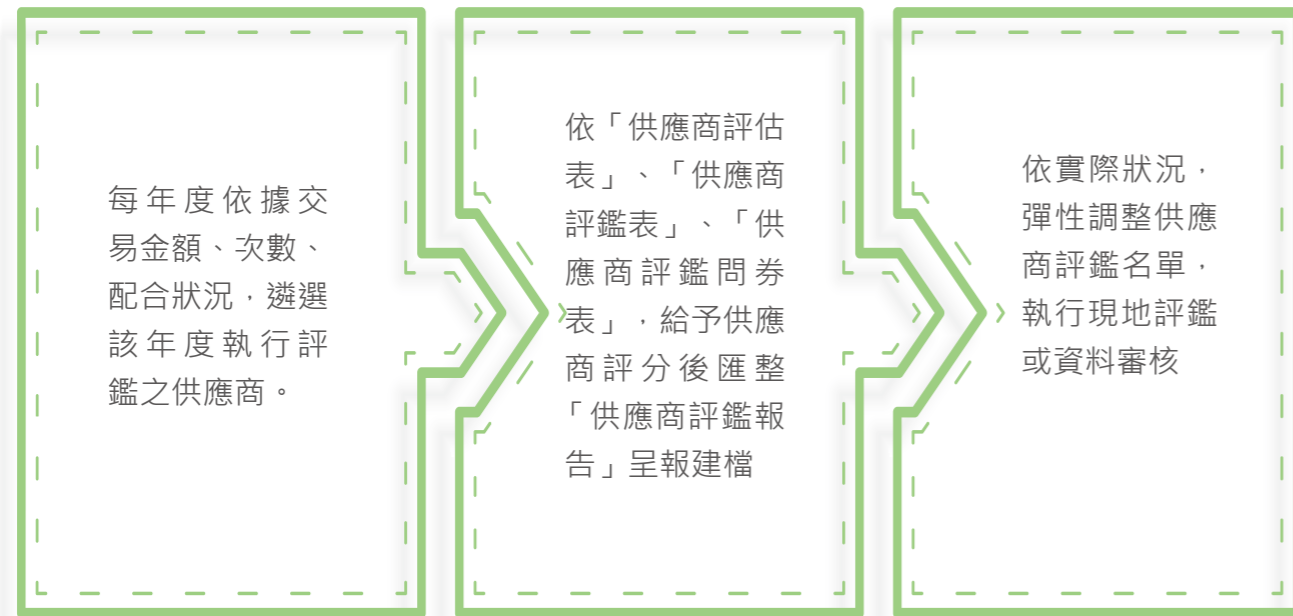 每年度依據交
易金額、次數、
配合狀況，遴選
該年度執行評
鑑之供應商。
依「供應商評估
表」、「供應商
評鑑表」、「供
應商評鑑問券
表」，給予供應
商評分後匯整
「供應商評鑑報
告」呈報建檔
依實際狀況，
彈性調整供應
商評鑑名單，
執行現地評鑑
或資料審核